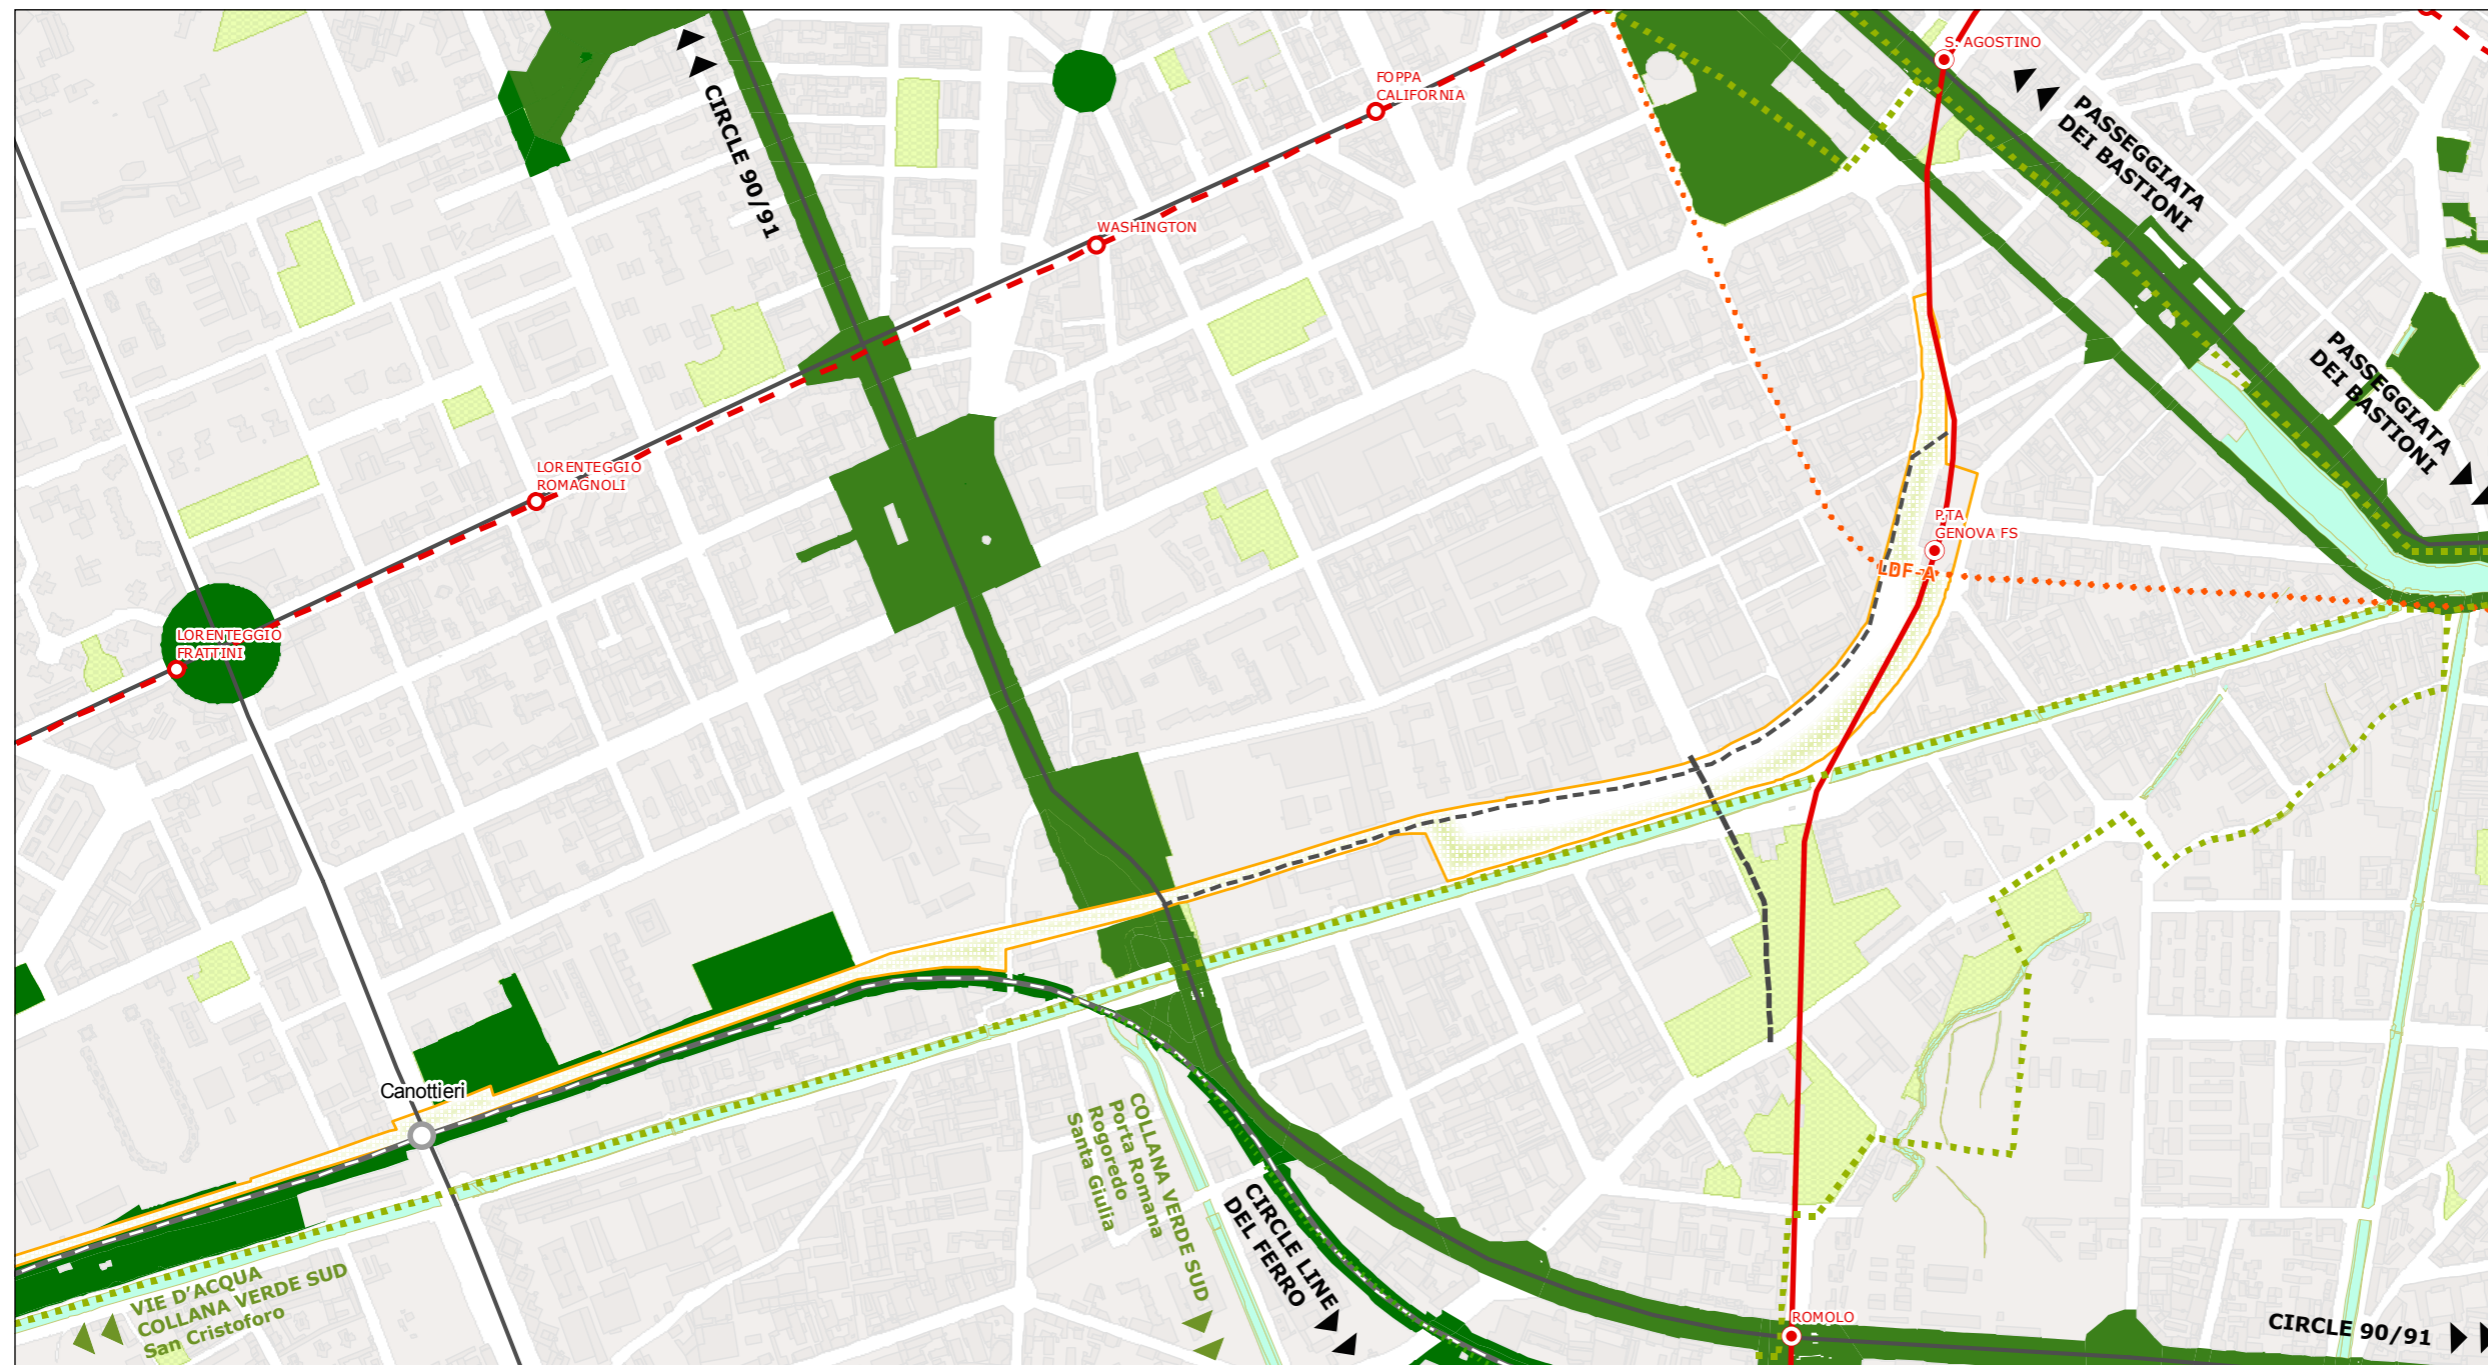 S. AGOSTINO
FOPPA
CALIFORNIA
CIRCLE 90/91
PASSEGGIATA
DEI BASTIONI
WASHINGTON
PASSEGGIATA
DEI BASTIONI
LORENTEGGIO
ROMAGNOLI
P.TA
GENOVA FS
LDF-A
LORENTEGGIO
FRATTINI
Canottieri
COLLANA VERDE SUD
Porta Romana
Rogoredo
Santa Giulia
CIRCLE LINE
DEL FERRO
VIE D'ACQUA
COLLANA VERDE SUD
San Cristoforo
ROMOLO
CIRCLE 90/91